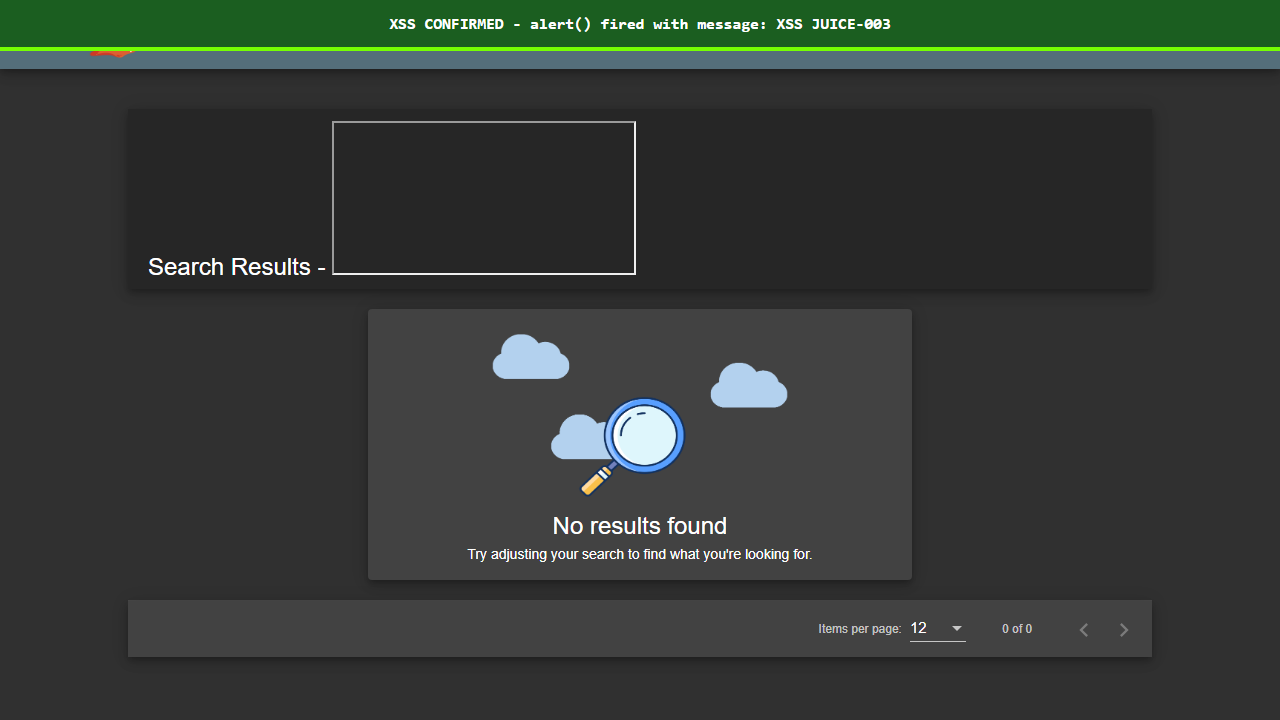 XSS CONFIRMED - alert() fired with message: XSS JUICE-003
Search Results -
No results found
Try adjusting your search to find what you're looking for.
Items per page: 12 0 of 0